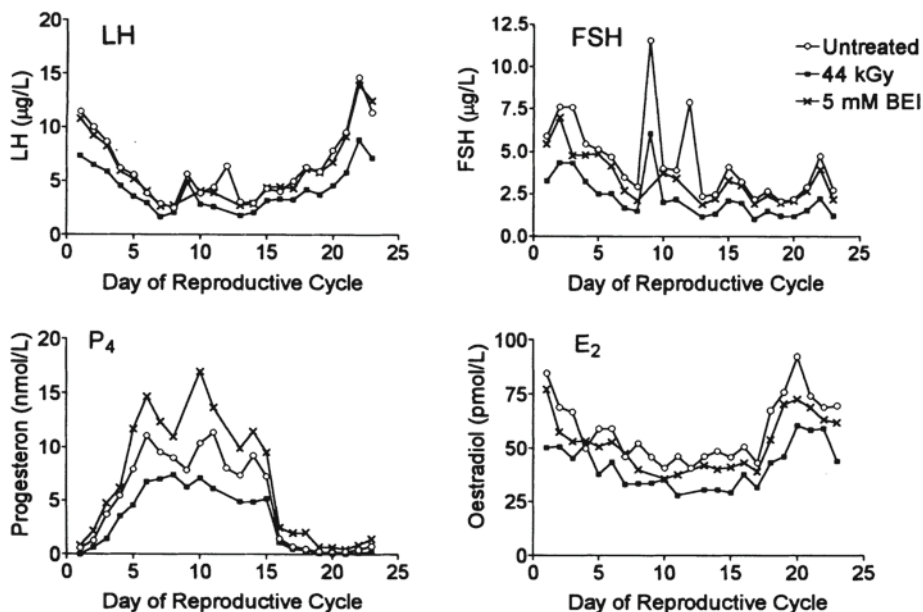 LH
20
15
10
5
0
LH (µg/L)
0 5 10 15 20 25
Day of Reproductive Cycle
FSH
12.5
10.0
7.5
5.0
2.5
0.0
FSH (µg/L)
0 5 10 15 20 25
Day of Reproductive Cycle
Untreated
44 kGy
5 mM BEI
P4
20
15
10
5
0
Progesteron (nmol/L)
0 5 10 15 20 25
Day of Reproductive Cycle
E2
100
75
50
25
0
Oestradiol (pmol/L)
0 5 10 15 20 25
Day of Reproductive Cycle